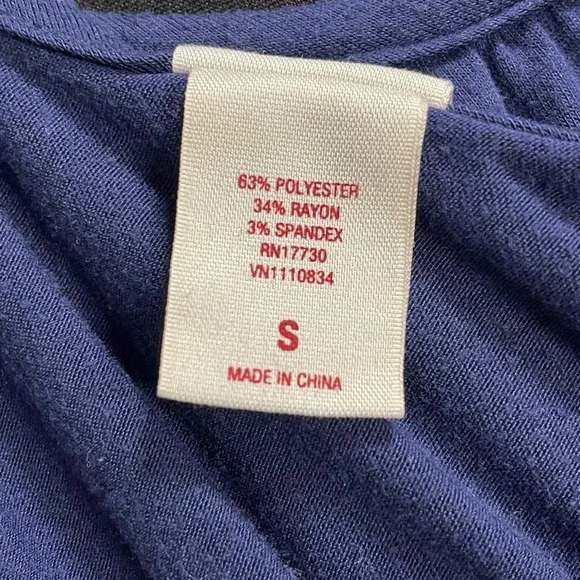 63% POLYESTER
34% RAYON
3% SPANDEX
RN17730
VN1110834
S
MADE IN CHINA